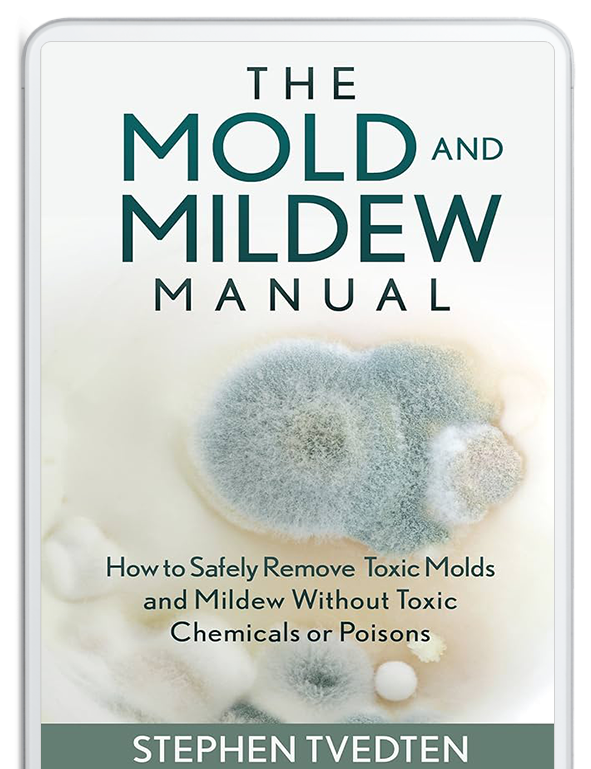 THE
MOLD AND
MILDEW
MANUAL
How to Safely Remove Toxic Molds
and Mildew Without Toxic
Chemicals or Poisons
STEPHEN TVEDTEN